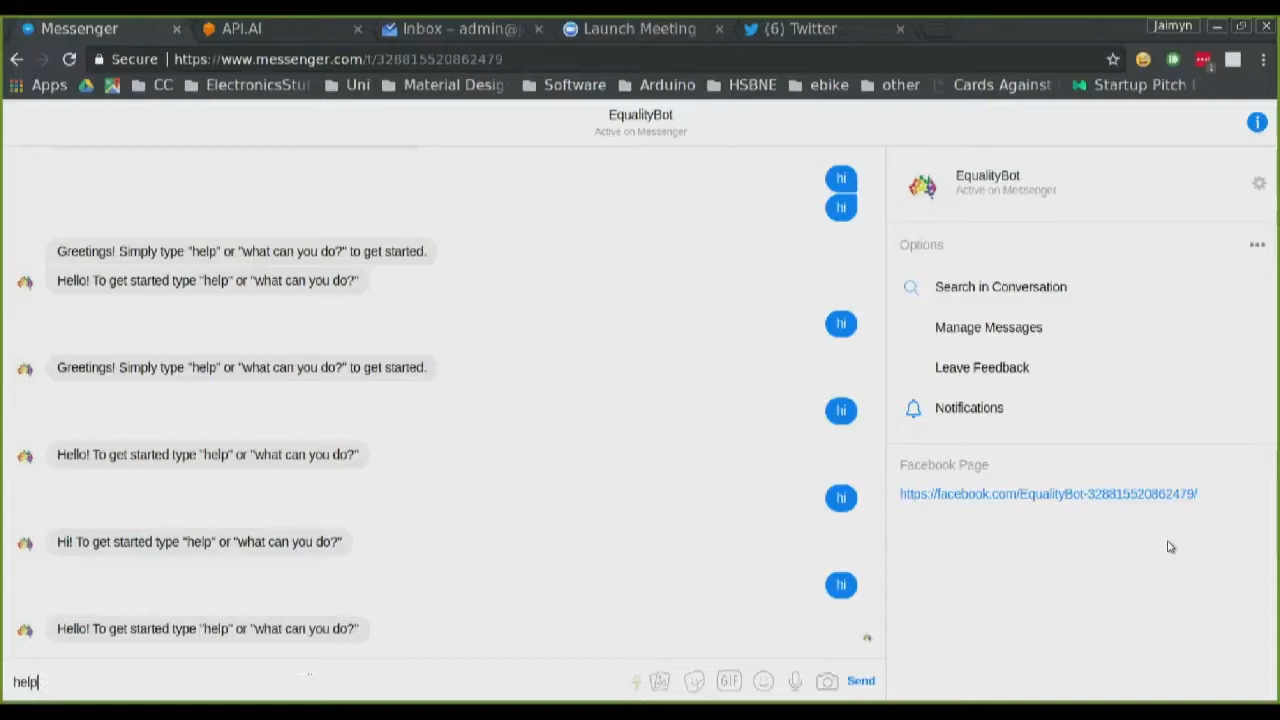 Messenger
API.AI
Inbox – admin@
Launch Meeting
(6) Twitter
Jaimyn
Secure
https://www.messenger.com/t/328815520862479
Apps
CC
ElectronicsStu
Uni
Material Desig
Software
Arduino
HSBNE
ebike
other
Cards Against
Startup Pitch
EqualityBot
Active on Messenger
hi
hi
Greetings! Simply type "help" or "what can you do?" to get started.
Hello! To get started type "help" or "what can you do?"
hi
Greetings! Simply type "help" or "what can you do?" to get started.
hi
Hello! To get started type "help" or "what can you do?"
hi
Hi! To get started type "help" or "what can you do?"
hi
Hello! To get started type "help" or "what can you do?"
help
GIF
Send
EqualityBot
Active on Messenger
Options
Search in Conversation
Manage Messages
Leave Feedback
Notifications
Facebook Page
https://facebook.com/EqualityBot-328815520862479/